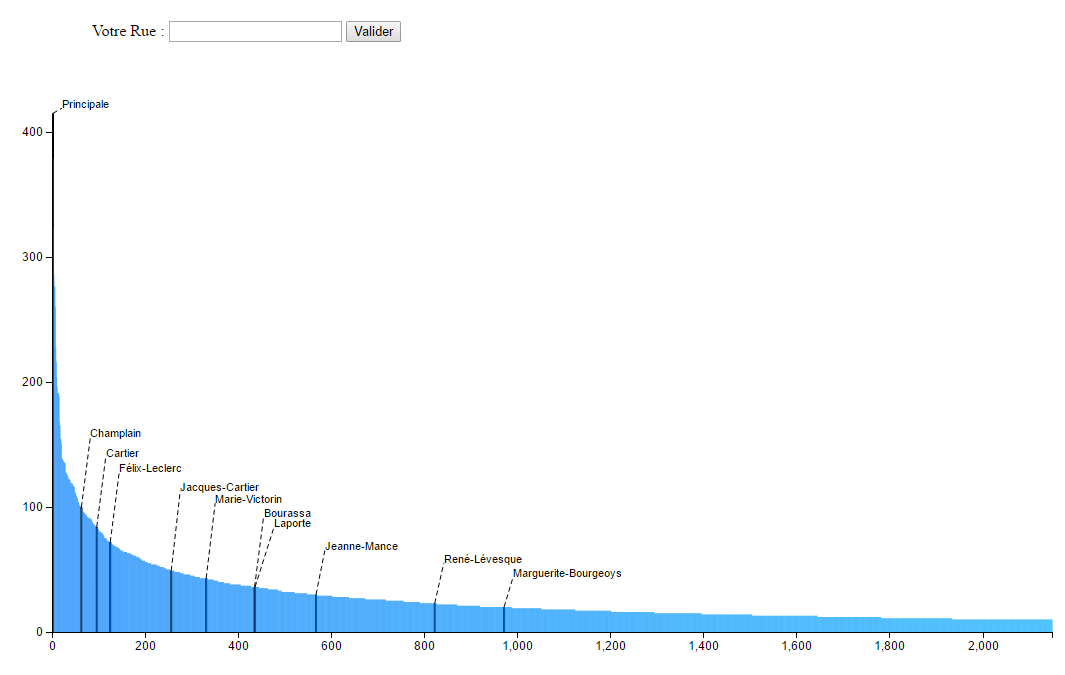 Votre Rue : Valider
Principale
400
300
200
Champlain
Cartier
Félix-Leclerc
Jacques-Cartier
Marie-Victorin
100
Bourassa
Laporte
Jeanne-Mance
René-Lévesque
Marguerite-Bourgeoys
0
0 200 400 600 800 1,000 1,200 1,400 1,600 1,800 2,000